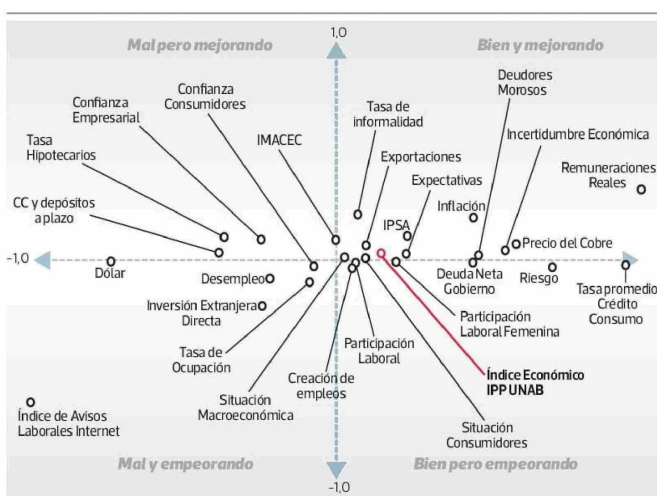 1,0
Mal pero mejorando
Bien y mejorando
Deudores
Morosos
Confianza
Consumidores
Confianza
Empresarial
Tasa de
informalidad
Incertidumbre Económica
Tasa
Hipotecarios
IMACEC
Exportaciones
Remuneraciones
Reales
Expectativas
CC y depósitos
a plazo
Inflación
IPSA
Precio del Cobre
-1,0
1,0
Dólar
Desempleo
Deuda Neta
Gobierno
Riesgo
Tasa promedio
Crédito
Consumo
Inversión Extranjera
Directa
Participación
Laboral Femenina
Tasa de
Ocupación
Participación
Laboral
Creación de
empleos
Índice Económico
IPP UNAB
Situación
Macroeconómica
Índice de Avisos
Laborales Internet
Situación
Consumidores
Mal y empeorando
Bien pero empeorando
-1,0